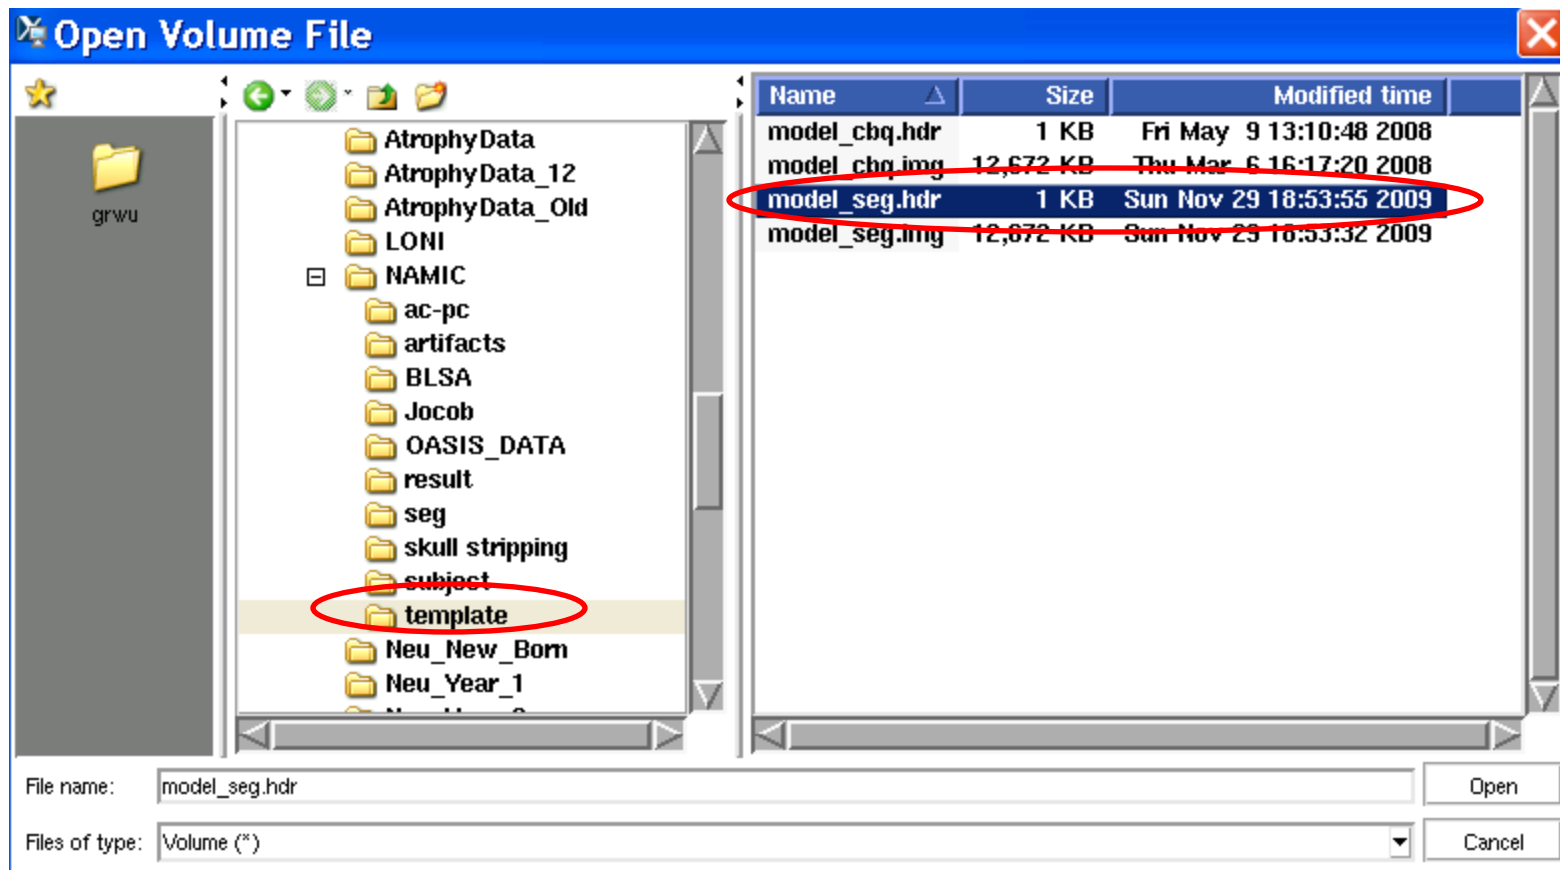 Open Volume File
grwu
AtrophyData
AtrophyData_12
AtrophyData_Old
LONI
NAMIC
ac-pc
artifacts
BLSA
Jocob
OASIS_DATA
result
seg
skull stripping
subject
template
Neu_New_Born
Neu_Year_1
Name Size Modified time
model_cbq.hdr 1 KB Fri May 9 13:10:48 2008
model_cbq.img 12,672 KB Thu Mar 6 16:17:20 2008
model_seg.hdr 1 KB Sun Nov 29 18:53:55 2009
model_seg.img 12,672 KB Sun Nov 29 18:53:32 2009
File name: model_seg.hdr Open
Files of type: Volume (*) Cancel